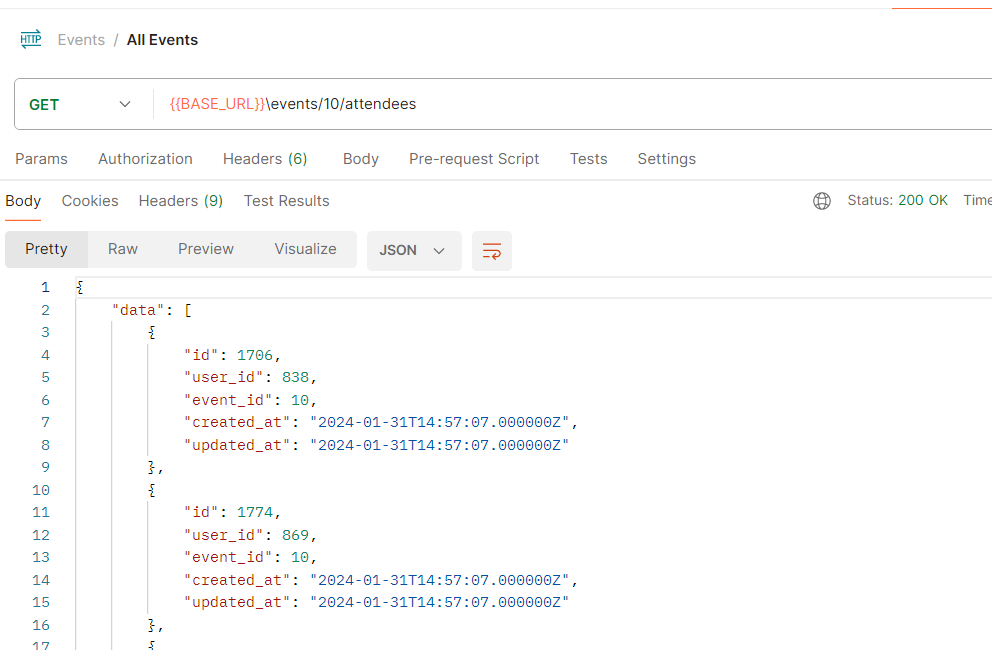 HTTP Events / All Events
GET {{BASE_URL}}\events/10/attendees
Params Authorization Headers (6) Body Pre-request Script Tests Settings
Body Cookies Headers (9) Test Results Status: 200 OK Time
Pretty Raw Preview Visualize JSON
1 {
2 "data": [
3 {
4 "id": 1706,
5 "user_id": 838,
6 "event_id": 10,
7 "created_at": "2024-01-31T14:57:07.000000Z",
8 "updated_at": "2024-01-31T14:57:07.000000Z"
9 },
10 {
11 "id": 1774,
12 "user_id": 869,
13 "event_id": 10,
14 "created_at": "2024-01-31T14:57:07.000000Z",
15 "updated_at": "2024-01-31T14:57:07.000000Z"
16 },
17 {